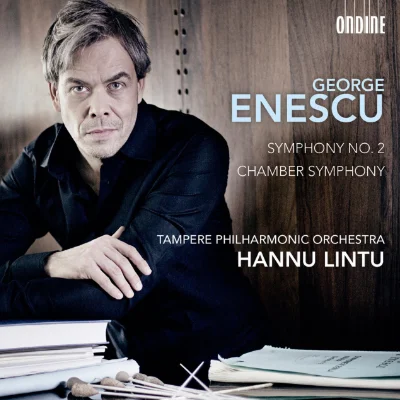 ONDINE
GEORGE
ENESCU
SYMPHONY NO. 2
CHAMBER SYMPHONY
TAMPERE PHILHARMONIC ORCHESTRA
HANNU LINTU